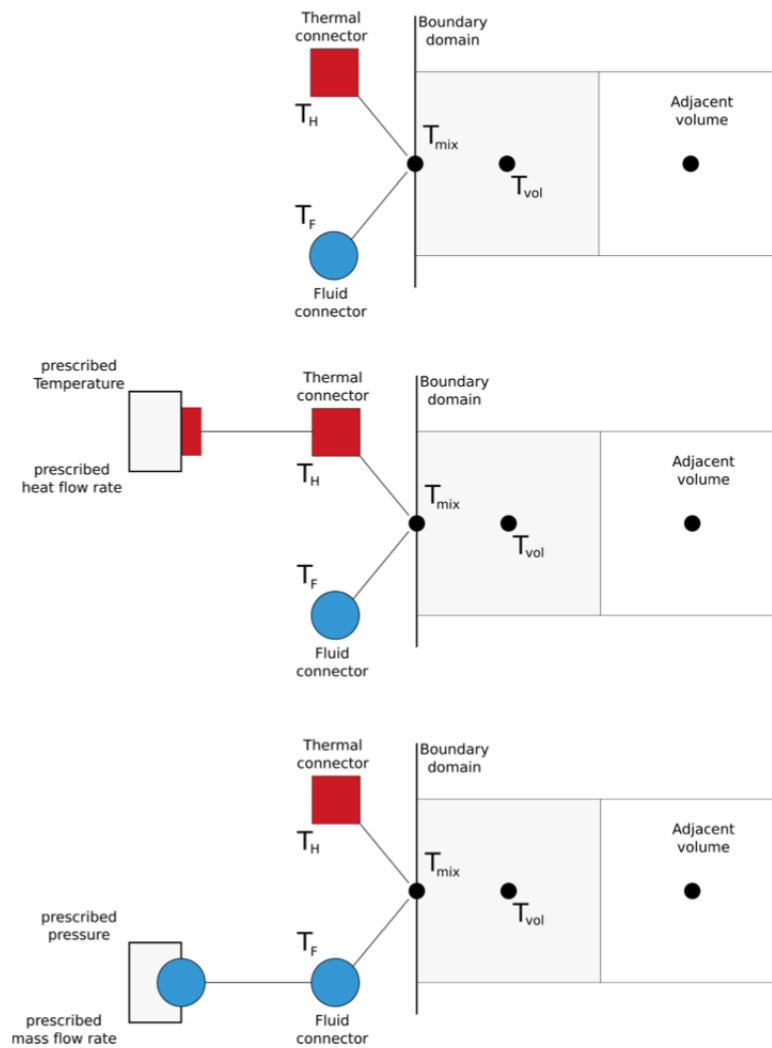 Thermal
connector
Boundary
domain
T_H
T_mix
Adjacent
volume
T_vol
T_F
Fluid
connector
prescribed
Temperature
Thermal
connector
Boundary
domain
prescribed
heat flow rate
T_H
T_mix
Adjacent
volume
T_vol
T_F
Fluid
connector
Thermal
connector
Boundary
domain
T_H
T_mix
Adjacent
volume
T_vol
prescribed
pressure
T_F
prescribed
mass flow rate
Fluid
connector